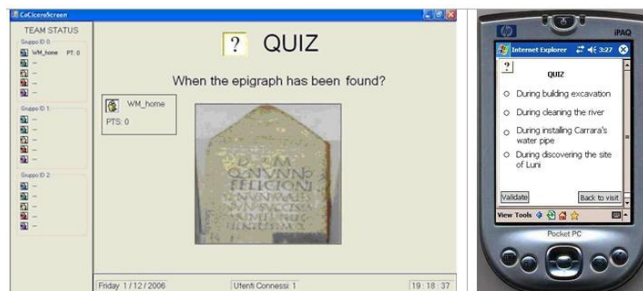 CoCiceroScreen
TEAM STATUS
Gruppo ID 0:
WM_home PT: 0
--
--
--
--
Gruppo ID 1:
--
--
--
--
--
Gruppo ID 2:
--
--
--
--
--
? QUIZ
When the epigraph has been found?
WM_home
PTS: 0
D M
FELICIONI
Friday 1/12/2006
Utenti Connessi: 1
19:18:37
hp iPAQ
Internet Explorer 3:27
?
QUIZ
During building excavation
During cleaning the river
During installing Carrara's
water pipe
During discovering the site
of Luni
Validate
Back to visit
View Tools
Pocket PC